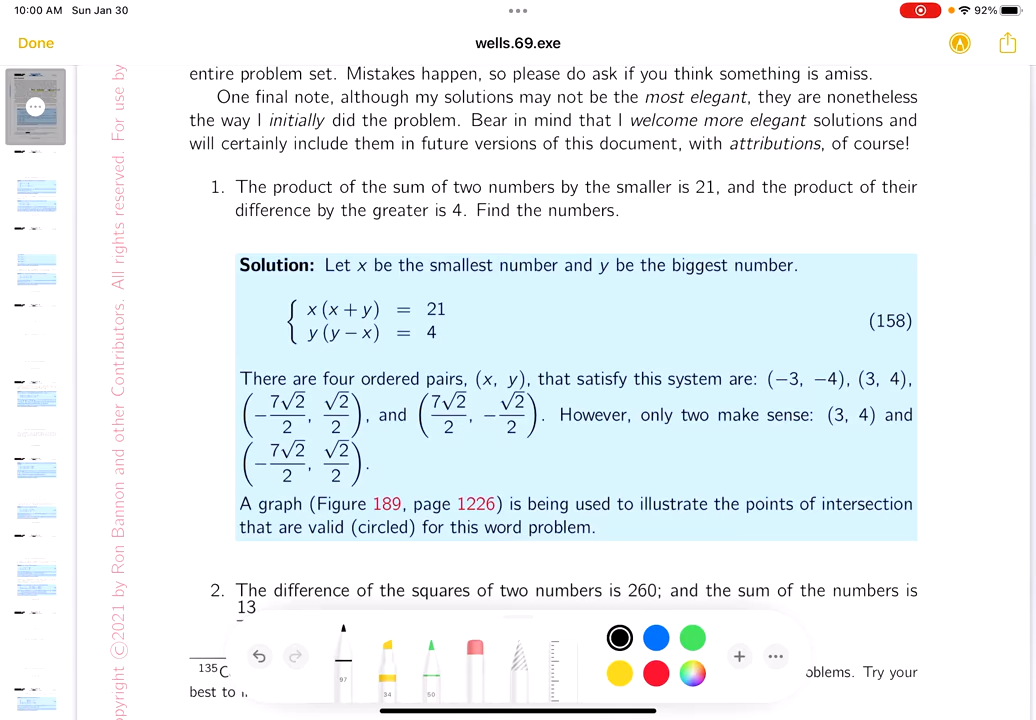 10:00 AM Sun Jan 30
92%
Done
wells.69.exe
entire problem set. Mistakes happen, so please do ask if you think something is amiss.
One final note, although my solutions may not be the most elegant, they are nonetheless
the way I initially did the problem. Bear in mind that I welcome more elegant solutions and
will certainly include them in future versions of this document, with attributions, of course!
1. The product of the sum of two numbers by the smaller is 21, and the product of their
difference by the greater is 4. Find the numbers.
Solution: Let x be the smallest number and y be the biggest number.
{ x (x + y) = 21
y (y − x) = 4
(158)
There are four ordered pairs, (x, y), that satisfy this system are: (−3, −4), (3, 4),
(−7√2/2, √2/2), and (7√2/2, −√2/2). However, only two make sense: (3, 4) and
(−7√2/2, √2/2).
A graph (Figure 189, page 1226) is being used to illustrate the points of intersection
that are valid (circled) for this word problem.
2. The difference of the squares of two numbers is 260; and the sum of the numbers is
13
135
oblems. Try your
best to
97
34
50
opyright ©2021 by Ron Bannon and other Contributors. All rights reserved. For use by